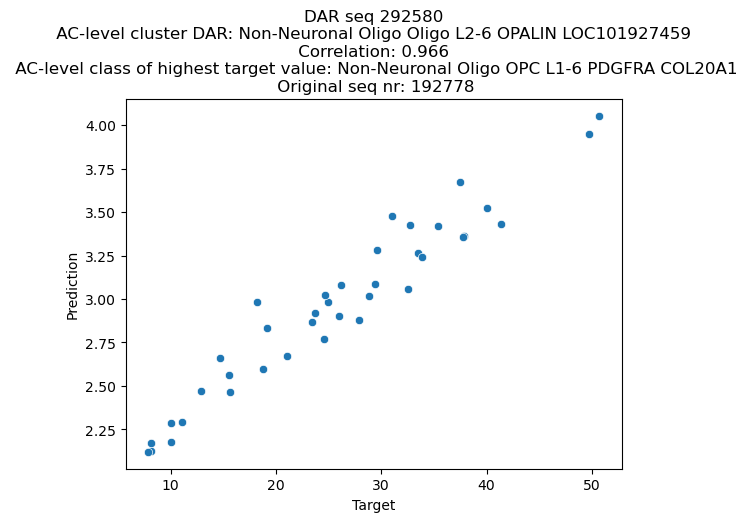 DAR seq 292580
AC-level cluster DAR: Non-Neuronal Oligo Oligo L2-6 OPALIN LOC101927459
Correlation: 0.966
AC-level class of highest target value: Non-Neuronal Oligo OPC L1-6 PDGFRA COL20A1
Original seq nr: 192778
4.00
3.75
3.50
3.25
3.00
2.75
2.50
2.25
Prediction
10 20 30 40 50
Target